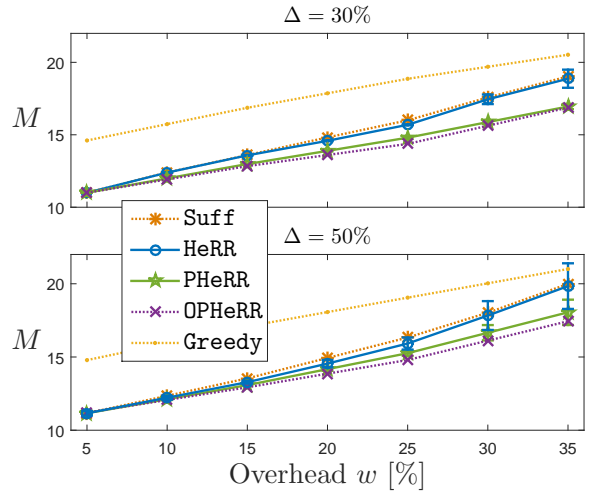 Δ = 30%
20
M
15
10
Suff
HeRR
PHeRR
OPHeRR
Greedy
Δ = 50%
20
M
15
10
5 10 15 20 25 30 35
Overhead w [%]